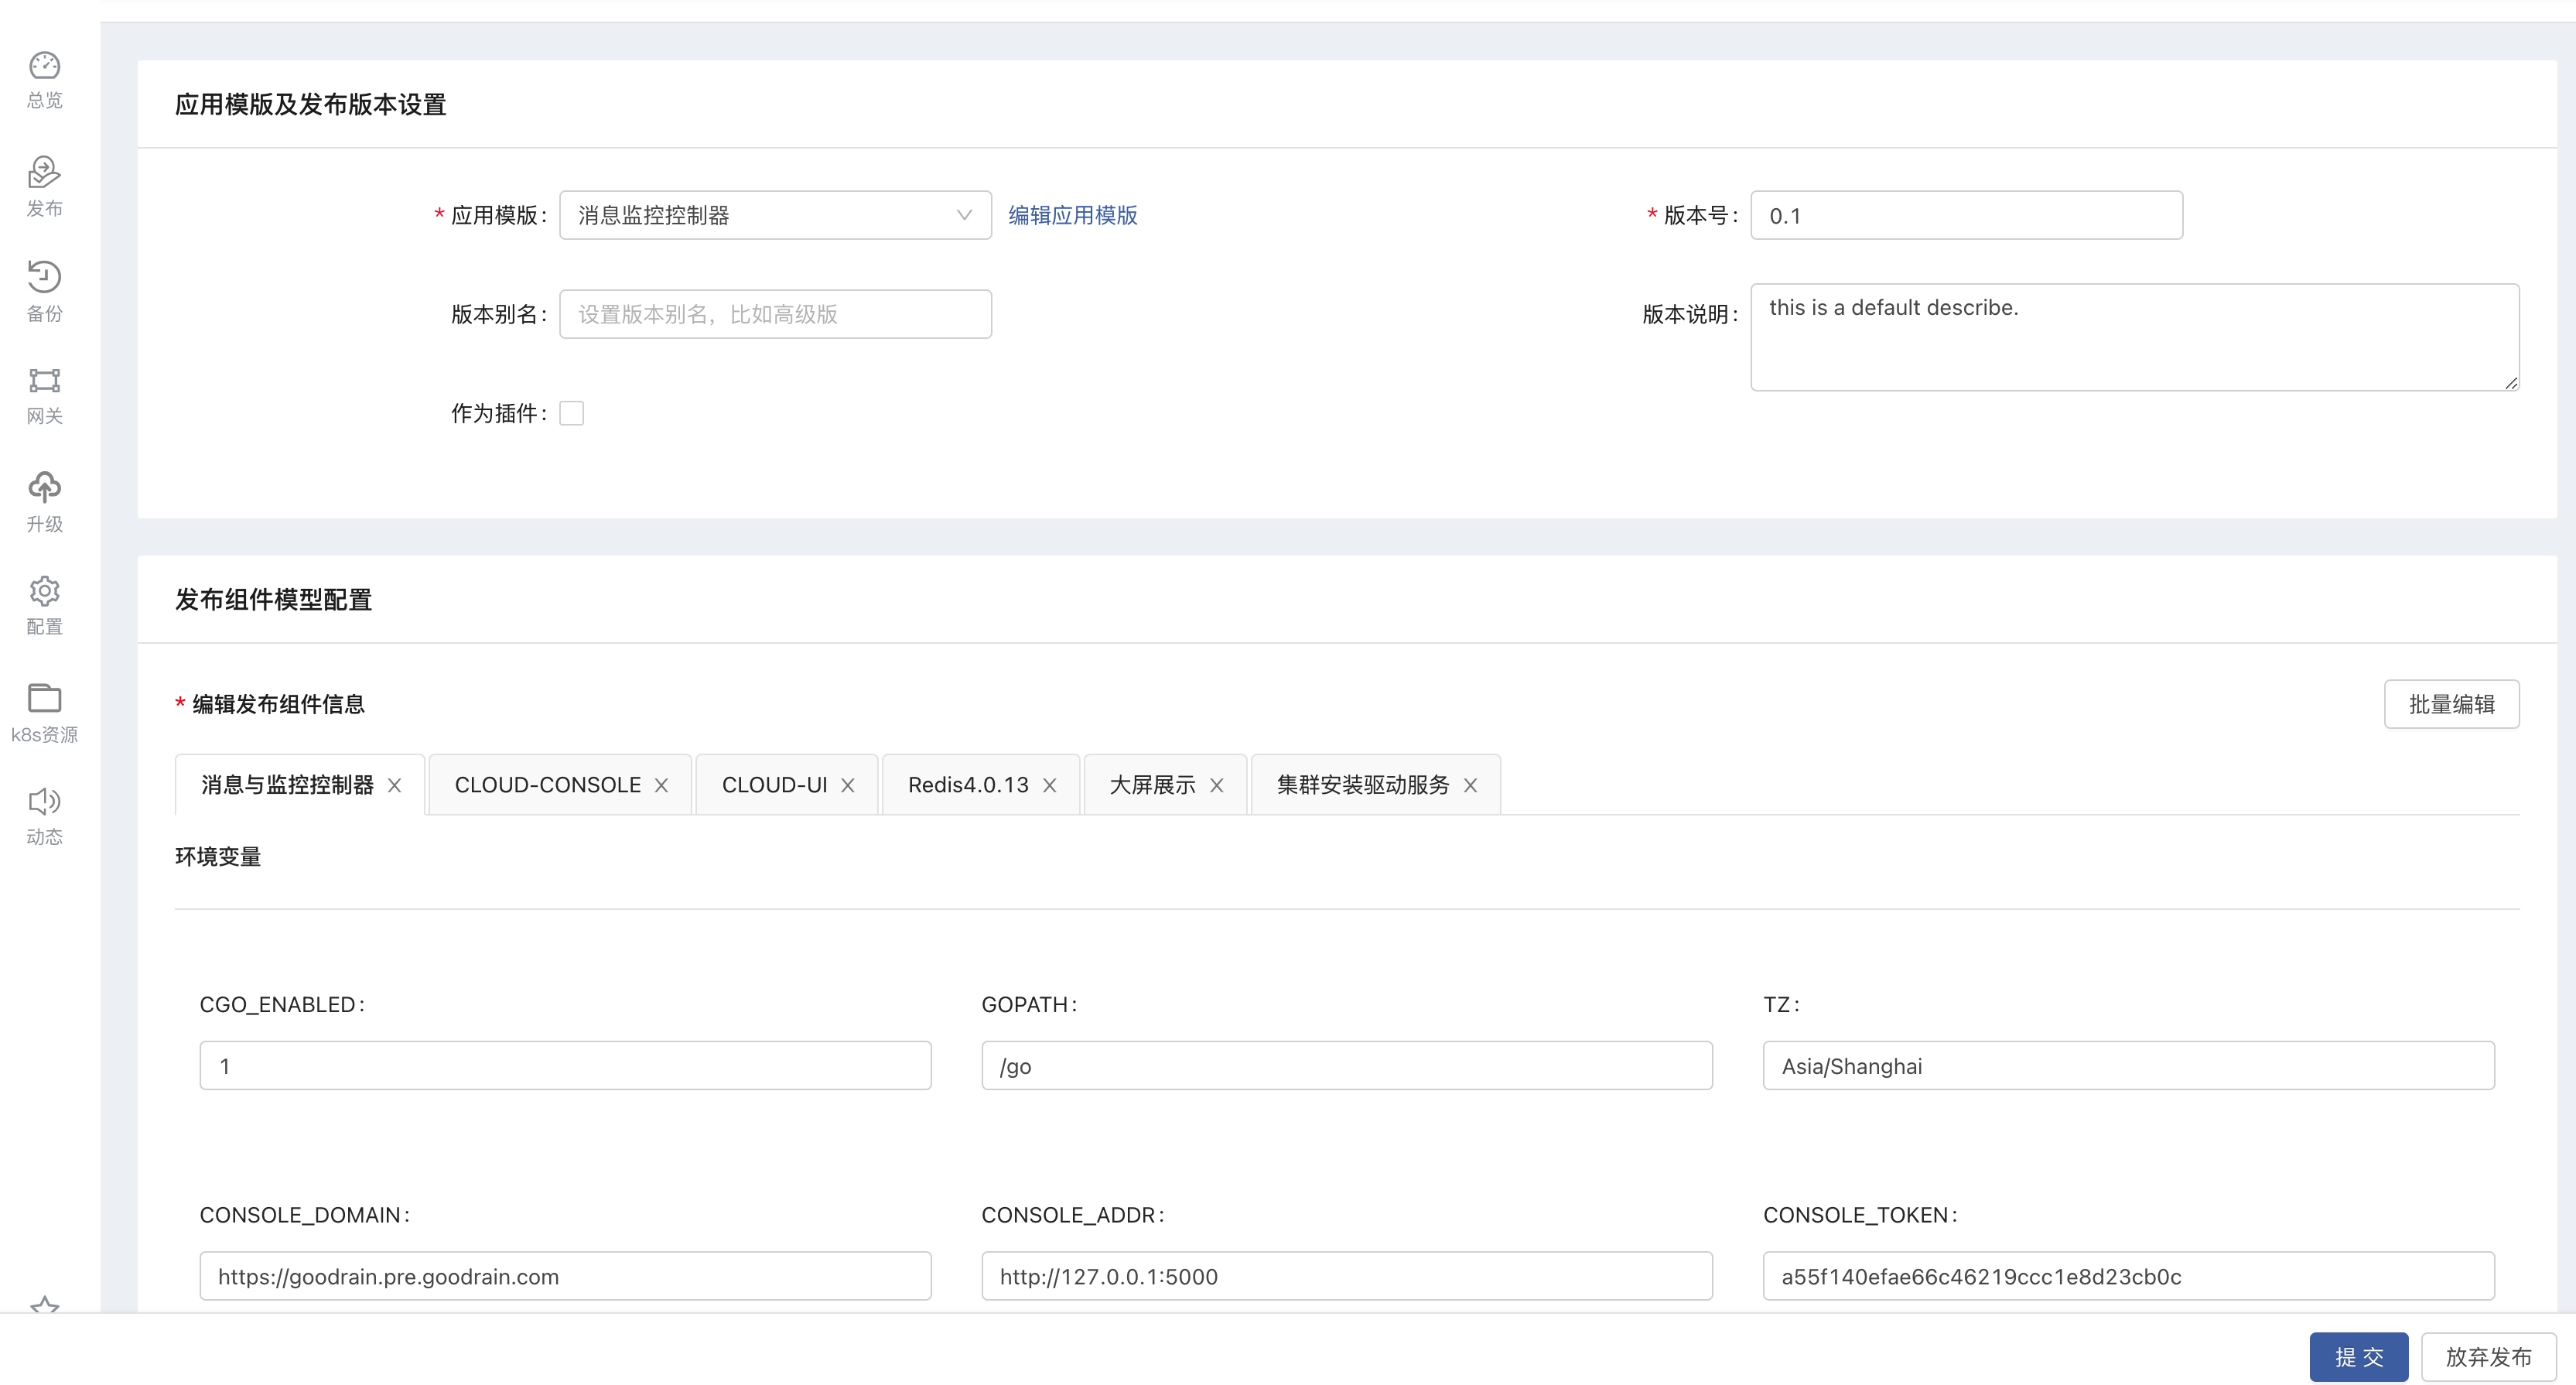 总览
发布
备份
网关
升级
配置
k8s资源
动态
应用模版及发布版本设置
* 应用模版: 消息监控控制器 编辑应用模版
* 版本号: 0.1
版本别名: 设置版本别名，比如高级版
版本说明: this is a default describe.
作为插件:
发布组件模型配置
* 编辑发布组件信息
批量编辑
消息与监控控制器 CLOUD-CONSOLE CLOUD-UI Redis4.0.13 大屏展示 集群安装驱动服务
环境变量
CGO_ENABLED: GOPATH: TZ:
1 /go Asia/Shanghai
CONSOLE_DOMAIN: CONSOLE_ADDR: CONSOLE_TOKEN:
https://goodrain.pre.goodrain.com http://127.0.0.1:5000 a55f140efae66c46219ccc1e8d23cb0c
提 交 放弃发布